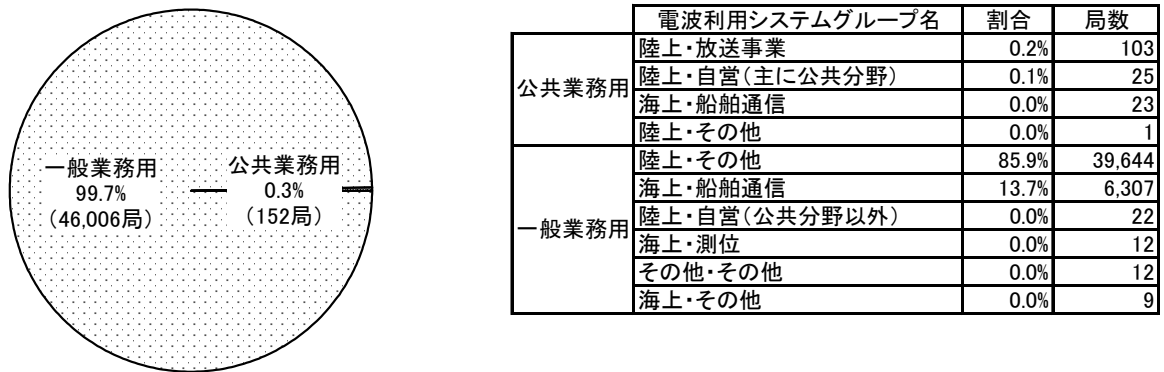 一般業務用
99.7%
（46,006局）
公共業務用
0.3%
（152局）
電波利用システムグループ名 割合 局数
公共業務用
陸上・放送事業 0.2% 103
陸上・自営（主に公共分野） 0.1% 25
海上・船舶通信 0.0% 23
陸上・その他 0.0% 1
一般業務用
陸上・その他 85.9% 39,644
海上・船舶通信 13.7% 6,307
陸上・自営（公共分野以外） 0.0% 22
海上・測位 0.0% 12
その他・その他 0.0% 12
海上・その他 0.0% 9